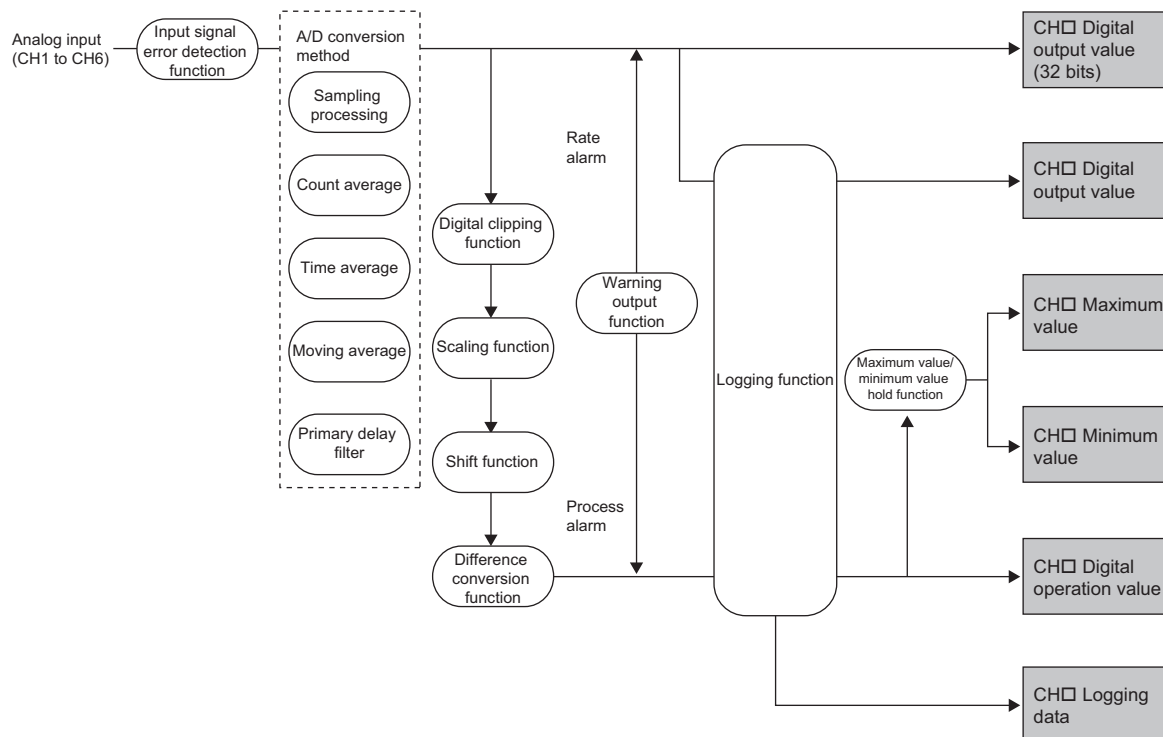 Analog input
(CH1 to CH6)
Input signal
error detection
function
A/D conversion
method
Sampling
processing
Count average
Time average
Moving average
Primary delay
filter
Digital clipping
function
Scaling function
Shift function
Difference
conversion
function
Rate
alarm
Warning
output
function
Process
alarm
Logging function
Maximum value/
minimum value
hold function
CH□ Digital
output value
(32 bits)
CH□ Digital
output value
CH□ Maximum
value
CH□ Minimum
value
CH□ Digital
operation value
CH□ Logging
data